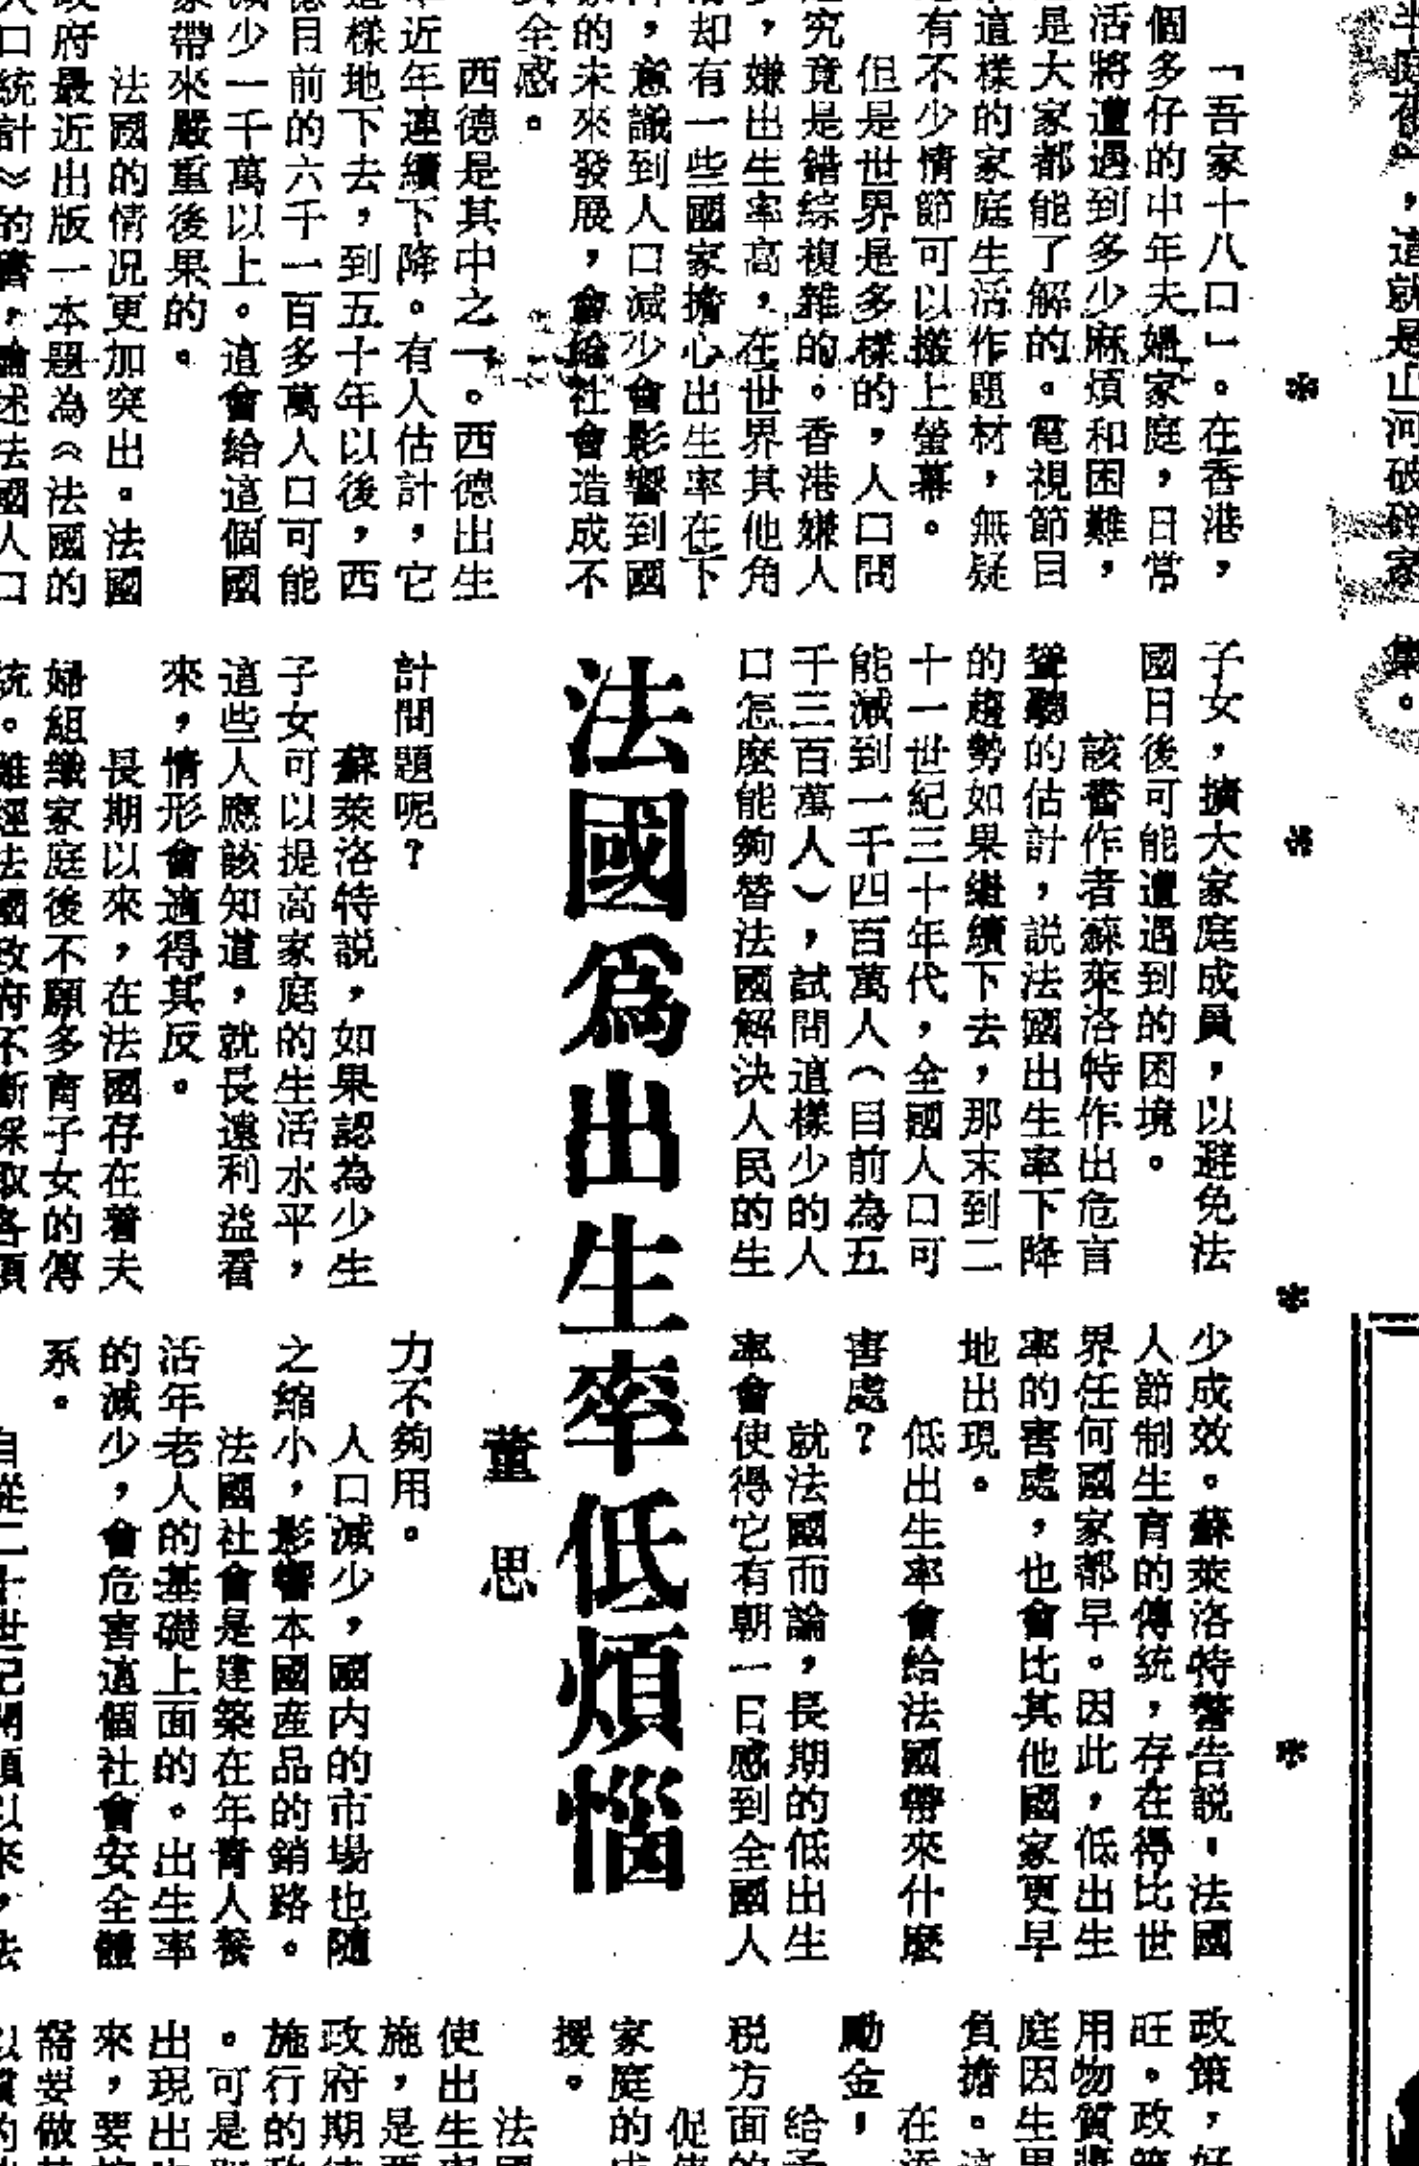 法國為出生率低煩惱
董思
「吾家十八口」。在香港，
個多仔的中年夫婦家庭，日常
活將遭遇到多少麻煩和困難，
是大家都能了解的。電視節目
這樣的家庭生活作題材，無疑
有不少情節可以搬上螢幕。
但是世界是多樣的，人口問
究竟是錯綜複雜的。香港嫌人
，嫌出生率高，在世界其他角
却有一些國家擔心出生率在下
，意識到人口減少會影響到國
的未來發展，會給社會造成不
全感。
西德是其中之一。西德出生
近年連續下降。有人估計，它
這樣地下去，到五十年以後，西
目前的六千一百多萬人口可能
減少一千萬以上。這會給這個國
家帶來嚴重後果的。
法國的情況更加突出。法國
政府最近出版一本題為《法國的
人口統計》的書，論述法國人口
子女，擴大家庭成員，以避免法
國日後可能遭遇到的困境。
該書作者蘇萊洛特作出危言
聳聽的估計，説法國出生率下降
的趨勢如果繼續下去，那末到二
十一世紀三十年代，全國人口可
能減到一千四百萬人（目前為五
千三百萬人），試問這樣少的人
口怎麼能夠替法國解決人民的生
計問題呢？
蘇萊洛特説，如果認為少生
子女可以提高家庭的生活水平，
這些人應該知道，就長遠利益看
來，情形會適得其反。
長期以來，在法國存在着夫
婦組織家庭後不願多育子女的傳
統。雖經法國政府不斷採取各項
少成效。蘇萊洛特警告説，法國
人節制生育的傳統，存在得比世
界任何國家都早。因此，低出生
率的害處，也會比其他國家更早
地出現。
低出生率會給法國帶來什麼
害處？
就法國而論，長期的低出生
率會使得它有朝一日感到全國人
力不夠用。
人口減少，國内的市場也隨
之縮小，影響本國産品的銷路。
法國社會是建築在年青人養
活年老人的基礎上面的。出生率
的減少，會危害這個社會安全體
系。
自從二十世紀開頭以來，法
政策，
旺。政策
用物質
庭因生
負擔。這
在
勵金，
給予
税方面的
促使
家庭的
援。
法國
使出生率
施，是
政府期
施行的
。可是
出現出
來，要
需要做